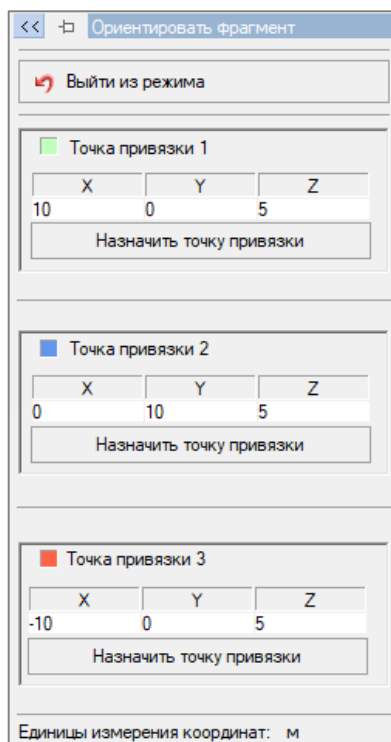 << Ориентировать фрагмент
Выйти из режима
Точка привязки 1
X Y Z
10 0 5
Назначить точку привязки
Точка привязки 2
X Y Z
0 10 5
Назначить точку привязки
Точка привязки 3
X Y Z
-10 0 5
Назначить точку привязки
Единицы измерения координат: м